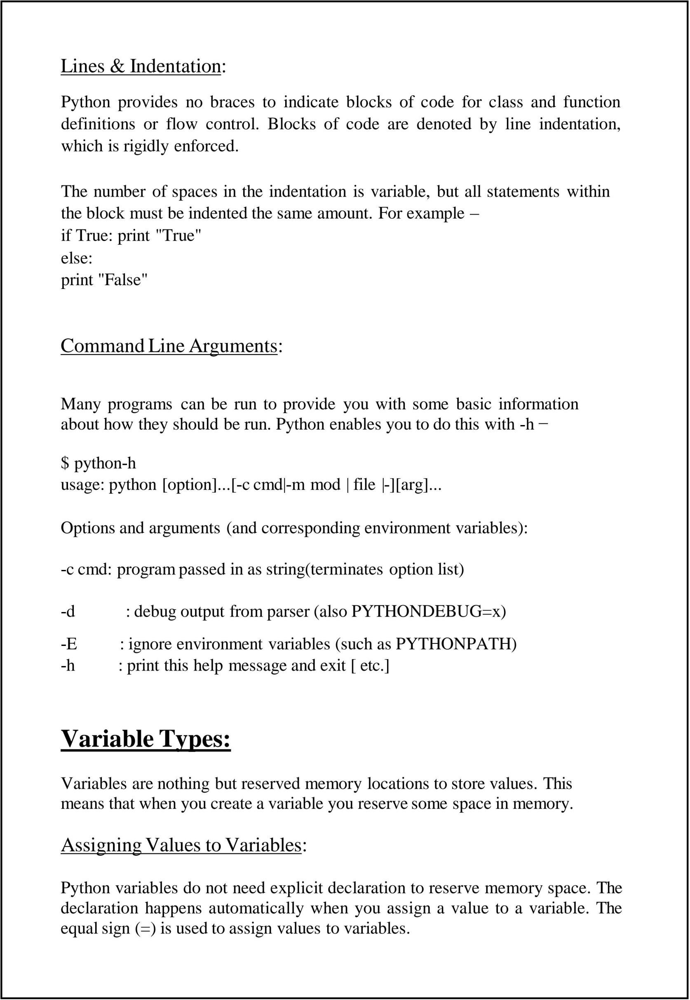 Lines & Indentation:
Python provides no braces to indicate blocks of code for class and function
definitions or flow control. Blocks of code are denoted by line indentation,
which is rigidly enforced.
The number of spaces in the indentation is variable, but all statements within
the block must be indented the same amount. For example –
if True: print "True"
else:
print "False"
Command Line Arguments:
Many programs can be run to provide you with some basic information
about how they should be run. Python enables you to do this with -h –
$ python-h
usage: python [option]...[-c cmd|-m mod | file |-][arg]...
Options and arguments (and corresponding environment variables):
-c cmd: program passed in as string(terminates option list)
-d : debug output from parser (also PYTHONDEBUG=x)
-E : ignore environment variables (such as PYTHONPATH)
-h : print this help message and exit [ etc.]
Variable Types:
Variables are nothing but reserved memory locations to store values. This
means that when you create a variable you reserve some space in memory.
Assigning Values to Variables:
Python variables do not need explicit declaration to reserve memory space. The
declaration happens automatically when you assign a value to a variable. The
equal sign (=) is used to assign values to variables.